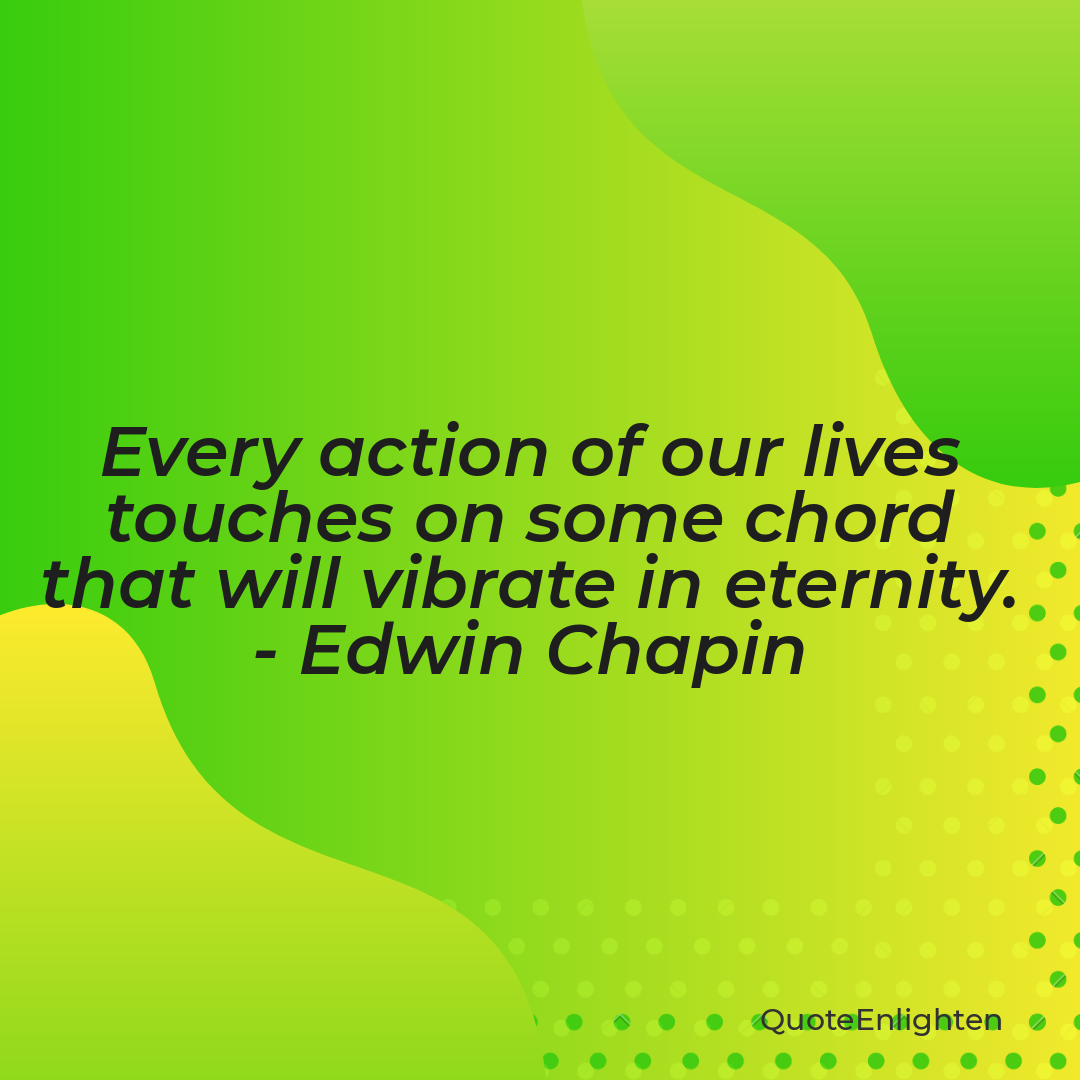 Every action of our lives
touches on some chord
that will vibrate in eternity.
- Edwin Chapin
QuoteEnlighten